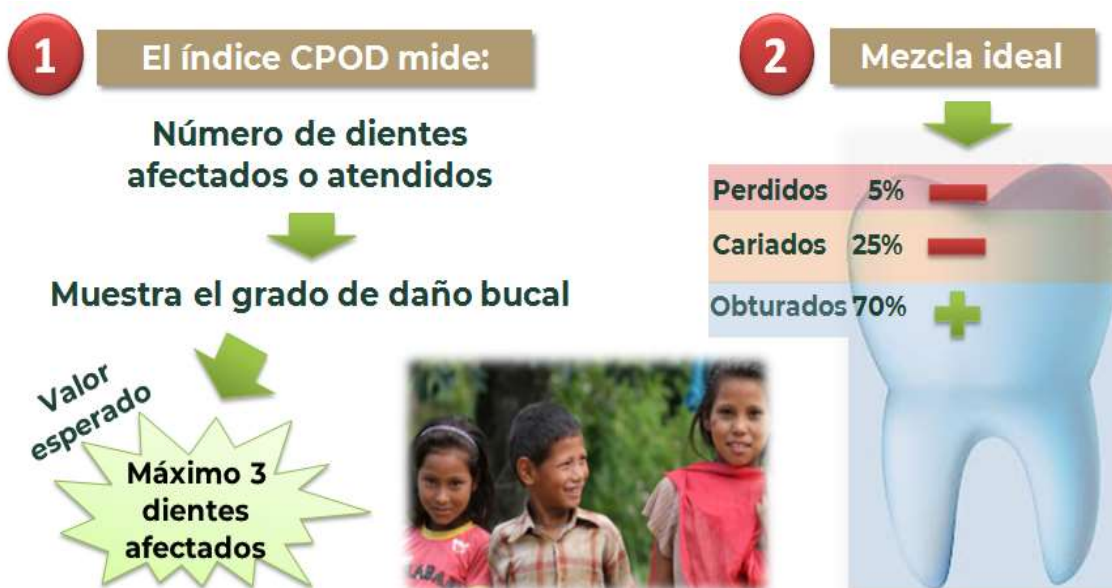 1
El índice CPOD mide:
Número de dientes
afectados o atendidos
Muestra el grado de daño bucal
Valor
esperado
Máximo 3
dientes
afectados
2
Mezcla ideal
Perdidos 5%
Cariados 25%
Obturados 70%